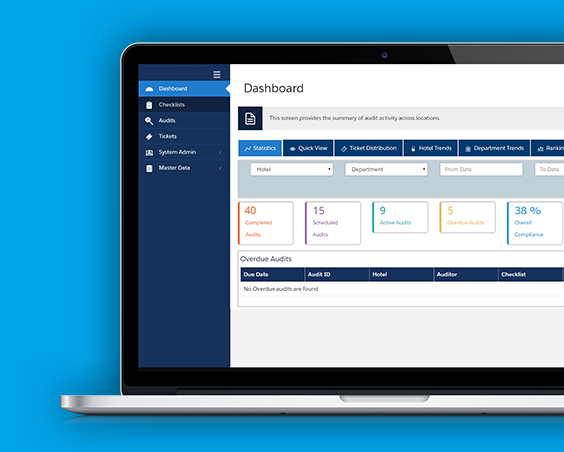 Dashboard
Dashboard
Checklists
Audits
Tickets
System Admin
Master Data
This screen provides the summary of audit activity across locations.
Statistics
Quick View
Ticket Distribution
Hotel Trends
Department Trends
Hotel
Department
From Date
To Date
40
Completed
Audits
15
Scheduled
Audits
9
Active Audits
5
Overdue Audits
38 %
Overall
Compliance
Overdue Audits
Due Date Audit ID Hotel Auditor Checklist
No Overdue audits are found